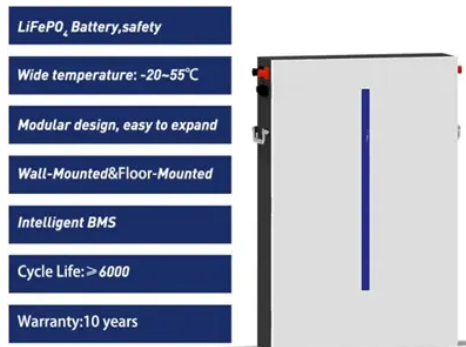 LiFePO₄ Battery,safety
Wide temperature: -20~55℃
Modular design, easy to expand
Wall-Mounted&Floor-Mounted
Intelligent BMS
Cycle Life:≥6000
Warranty:10 years